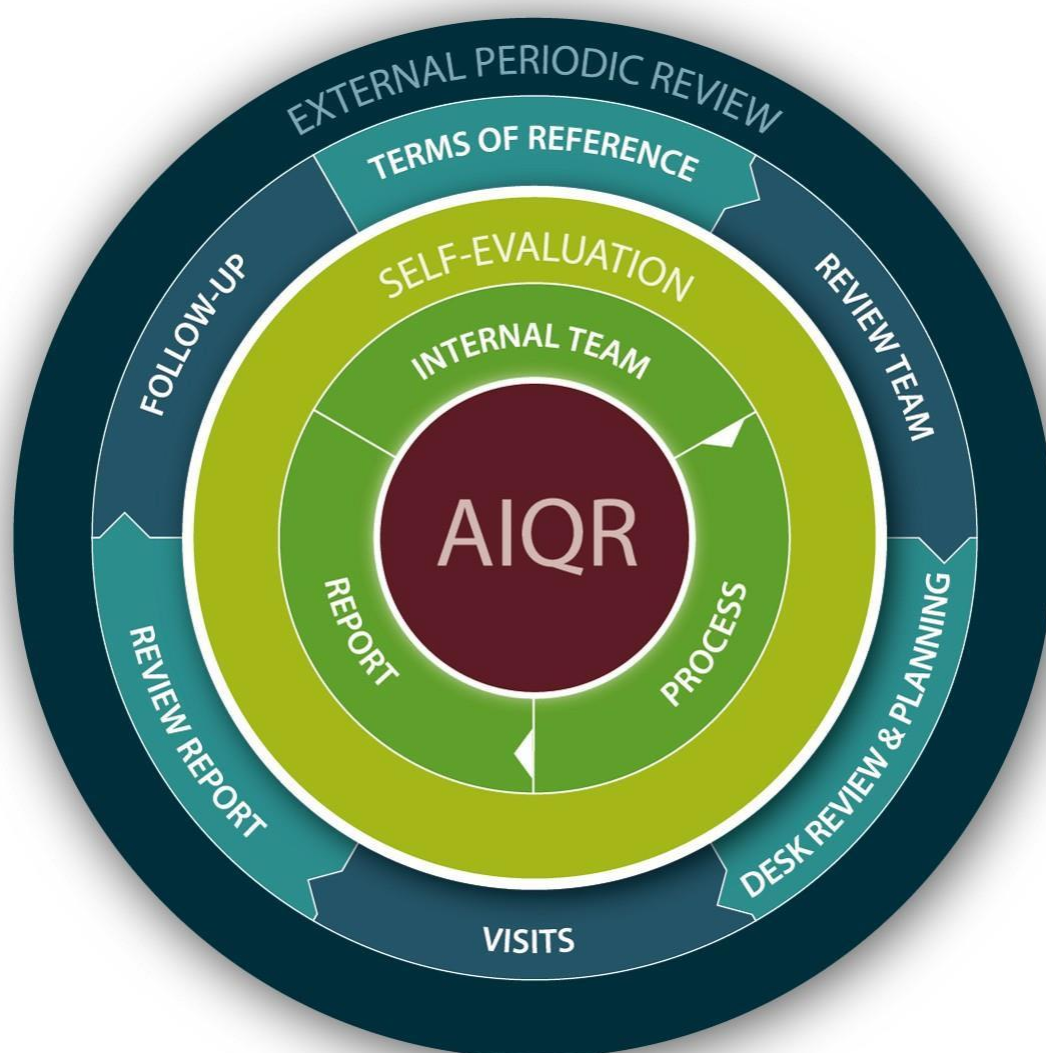 EXTERNAL PERIODIC REVIEW
TERMS OF REFERENCE
REVIEW TEAM
DESK REVIEW & PLANNING
VISITS
REVIEW REPORT
FOLLOW-UP
SELF-EVALUATION
INTERNAL TEAM
PROCESS
REPORT
AIQR